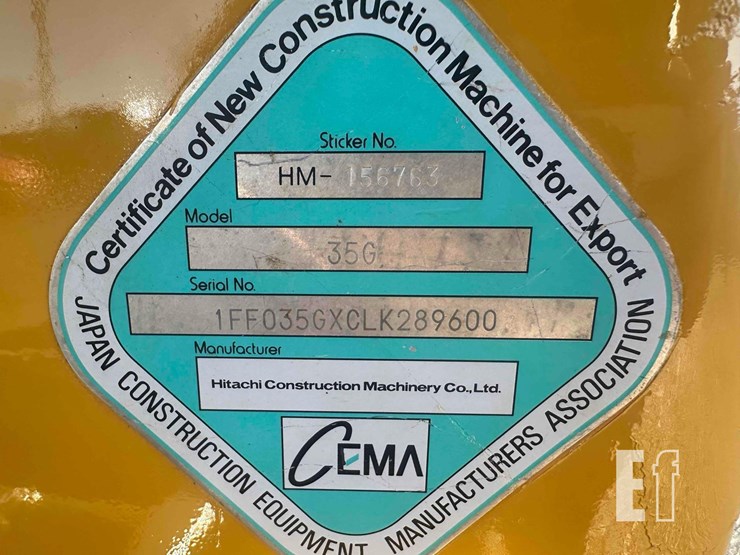 Certificate of New Construction Machine for Export
Sticker No.
HM- 156763
Model
35G
Serial No.
1FF035GXCLK289600
Manufacturer
Hitachi Construction Machinery Co.,Ltd.
CEMA
JAPAN CONSTRUCTION EQUIPMENT MANUFACTURERS ASSOCIATION
Ef